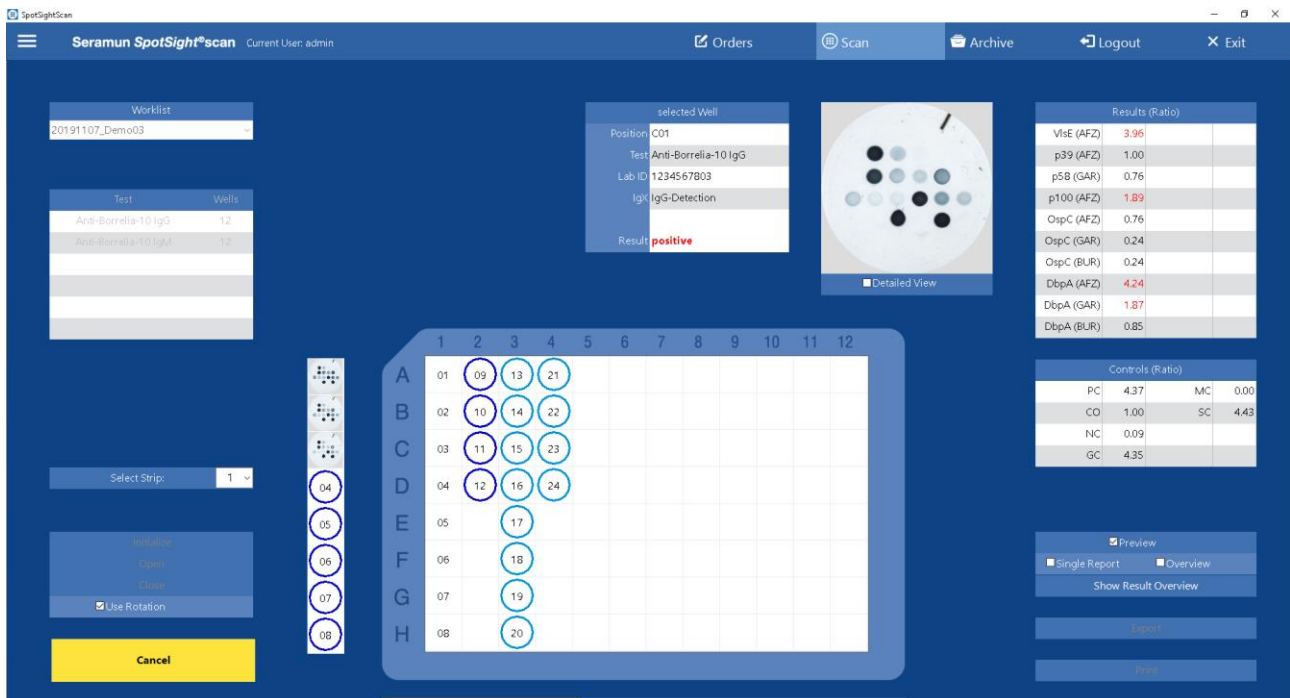 SpotSightScan
Seramun SpotSight®scan Current User: admin
Orders
Scan
Archive
Logout
Exit
Worklist
20191107_Demo03
Test Wells
Anti-Borrelia-10 IgG 12
Anti-Borrelia-10 IgM 12
selected Well
Position C01
Test Anti-Borrelia-10 IgG
Lab ID 1234567803
IgX IgG-Detection
Result positive
Detailed View
Results (Ratio)
VlsE (AFZ) 3.96
p39 (AFZ) 1.00
p58 (GAR) 0.76
p100 (AFZ) 1.89
OspC (AFZ) 0.76
OspC (GAR) 0.24
OspC (BUR) 0.24
DbpA (AFZ) 4.24
DbpA (GAR) 1.87
DbpA (BUR) 0.85
Controls (Ratio)
PC 4.37 MC 0.00
CO 1.00 SC 4.43
NC 0.09
GC 4.35
1 2 3 4 5 6 7 8 9 10 11 12
A 01 09 13 21
B 02 10 14 22
C 03 11 15 23
04 D 04 12 16 24
05 E 05 17
06 F 06 18
07 G 07 19
08 H 08 20
Select Strip: 1
Initialize
Open
Close
Use Rotation
Cancel
Preview
Single Report Overview
Show Result Overview
Export
Print